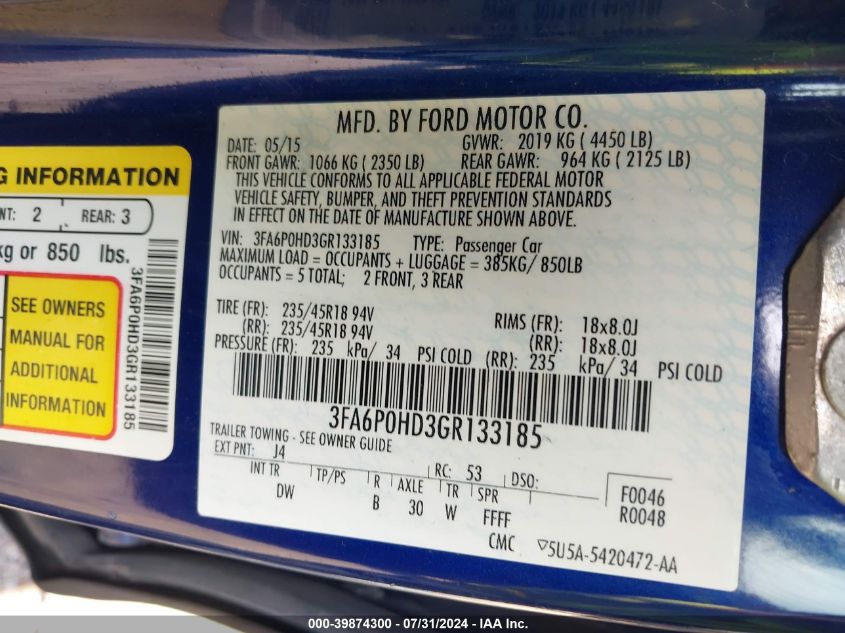 MFD. BY FORD MOTOR CO.
DATE: 05/15 GVWR: 2019 KG ( 4450 LB)
FRONT GAWR: 1066 KG ( 2350 LB) REAR GAWR: 964 KG ( 2125 LB)
THIS VEHICLE CONFORMS TO ALL APPLICABLE FEDERAL MOTOR
VEHICLE SAFETY, BUMPER, AND THEFT PREVENTION STANDARDS
IN EFFECT ON THE DATE OF MANUFACTURE SHOWN ABOVE.
VIN: 3FA6P0HD3GR133185 TYPE: Passenger Car
MAXIMUM LOAD = OCCUPANTS + LUGGAGE = 385KG/ 850LB
OCCUPANTS = 5 TOTAL; 2 FRONT, 3 REAR
TIRE (FR): 235/45R18 94V RIMS (FR): 18x8.0J
(RR): 235/45R18 94V (RR): 18x8.0J
PRESSURE (FR): 235 kPa/ 34 PSI COLD (RR): 235 kPa/ 34 PSI COLD
3FA6P0HD3GR133185
TRAILER TOWING - SEE OWNER GUIDE
EXT PNT: J4 RC: 53 DSO:
INT TR TP/PS R AXLE TR SPR F0046
DW B 30 W FFFF R0048
CMC 5U5A-5420472-AA
INFORMATION
2 REAR: 3
kg or 850 lbs.
SEE OWNERS
MANUAL FOR
ADDITIONAL
INFORMATION
3FA6P0HD3GR133185
000-39874300 - 07/31/2024 - IAA Inc.